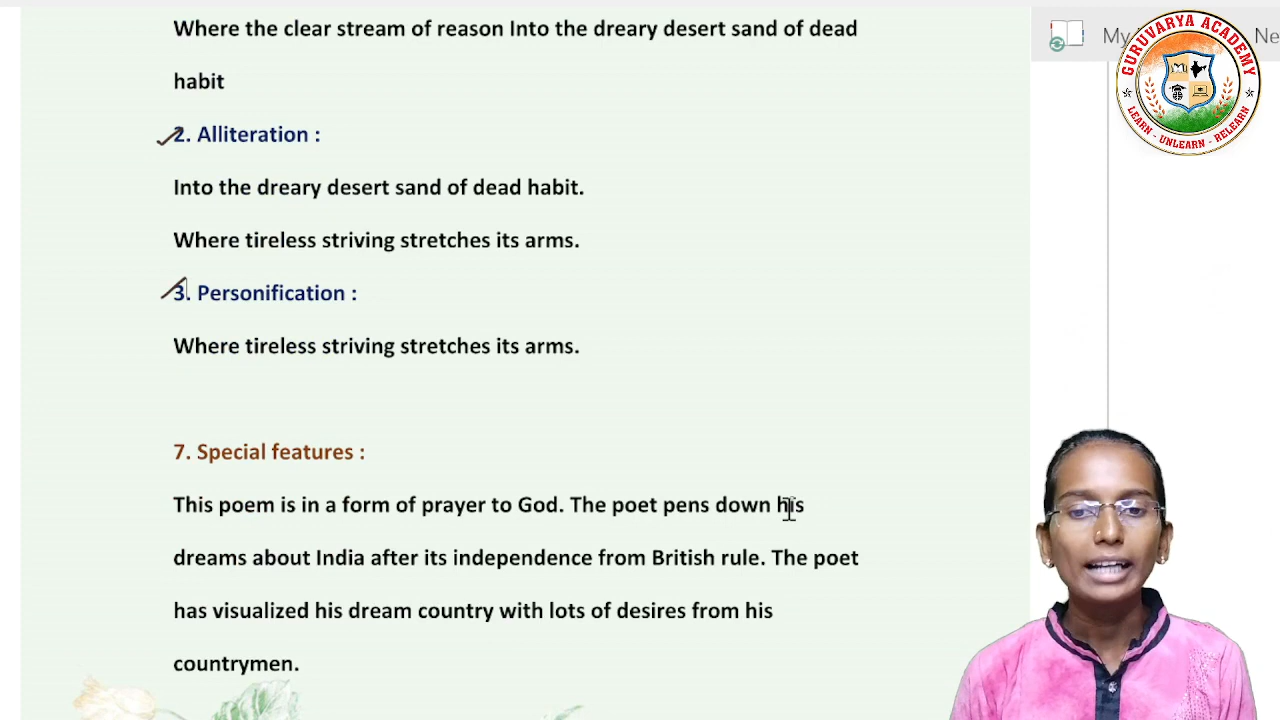 Where the clear stream of reason Into the dreary desert sand of dead
habit
2. Alliteration :
Into the dreary desert sand of dead habit.
Where tireless striving stretches its arms.
3. Personification :
Where tireless striving stretches its arms.
7. Special features :
This poem is in a form of prayer to God. The poet pens down his
dreams about India after its independence from British rule. The poet
has visualized his dream country with lots of desires from his
countrymen.
My
Ne
GURUVARYA ACADEMY
LEARN - UNLEARN - RELEARN